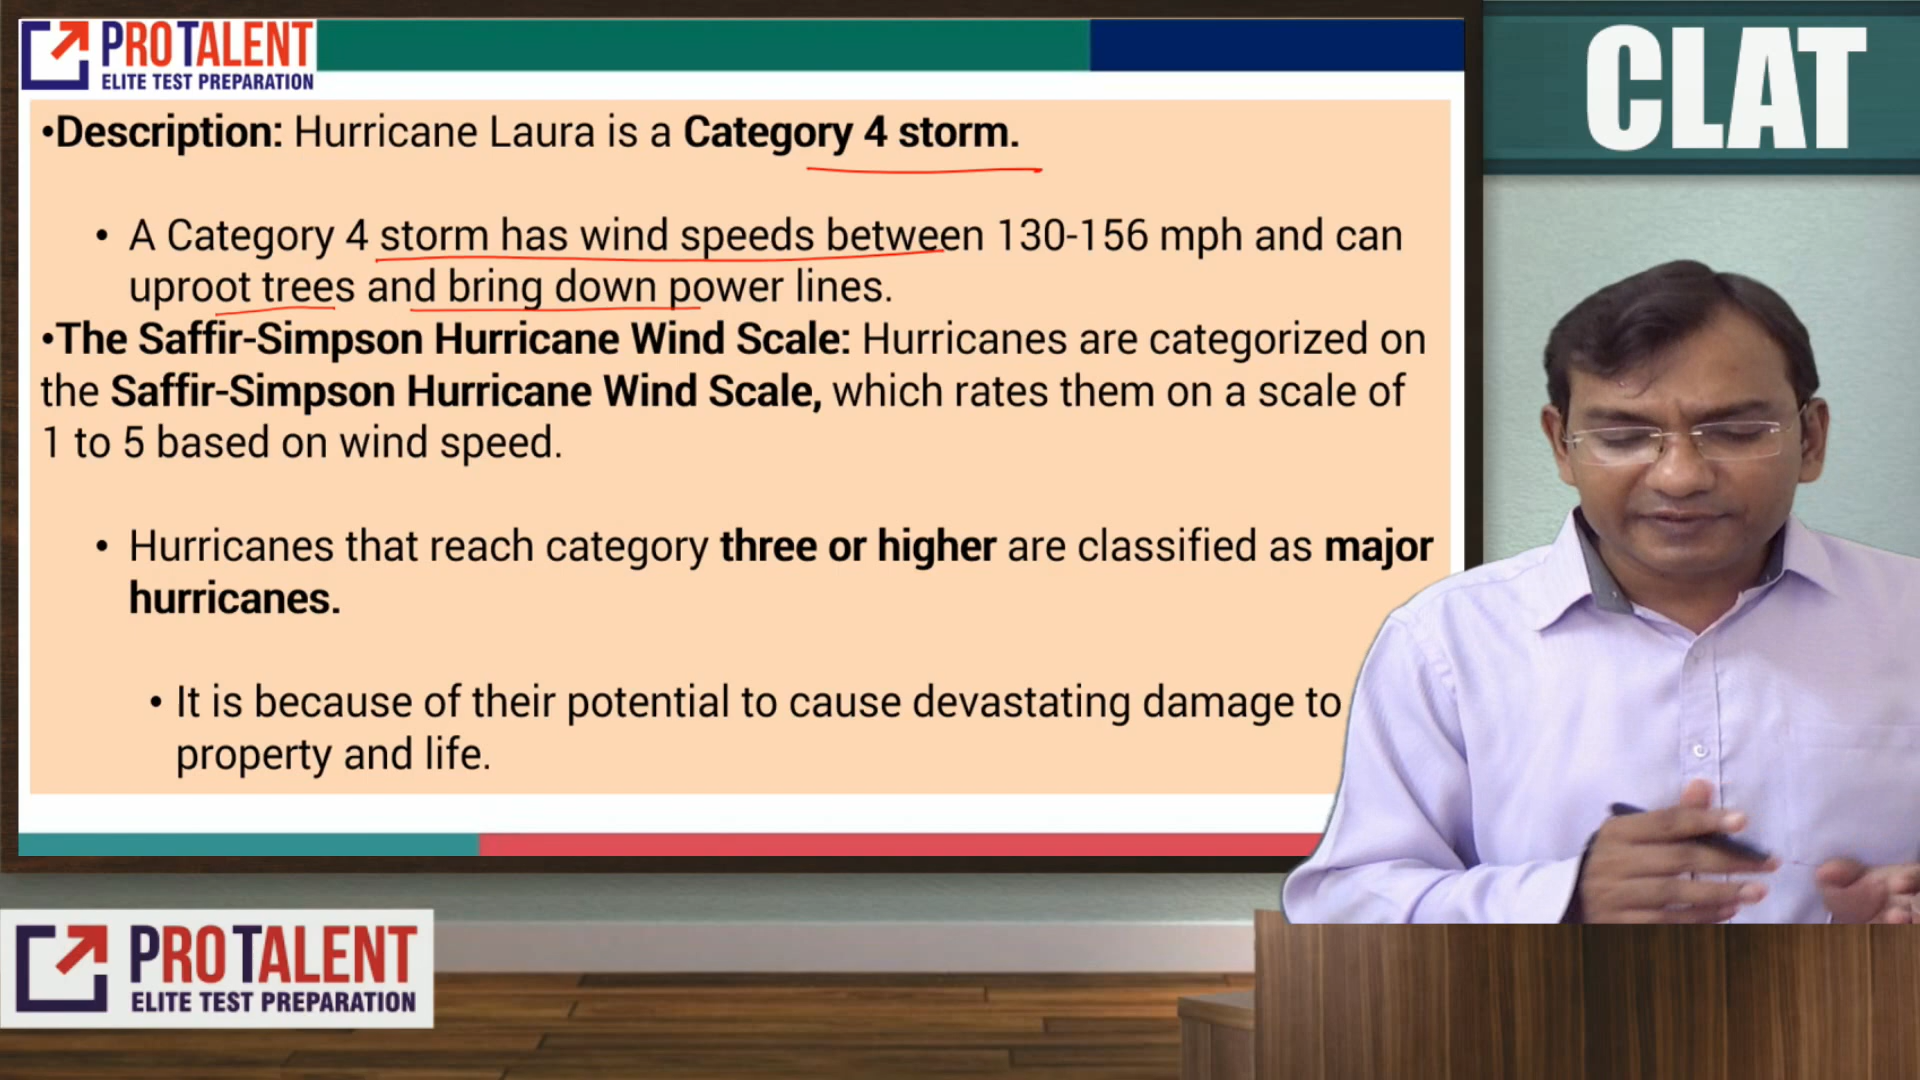 PROTALENT
ELITE TEST PREPARATION
CLAT
•Description: Hurricane Laura is a Category 4 storm.
• A Category 4 storm has wind speeds between 130-156 mph and can
uproot trees and bring down power lines.
•The Saffir-Simpson Hurricane Wind Scale: Hurricanes are categorized on
the Saffir-Simpson Hurricane Wind Scale, which rates them on a scale of
1 to 5 based on wind speed.
• Hurricanes that reach category three or higher are classified as major
hurricanes.
• It is because of their potential to cause devastating damage to
property and life.
PROTALENT
ELITE TEST PREPARATION